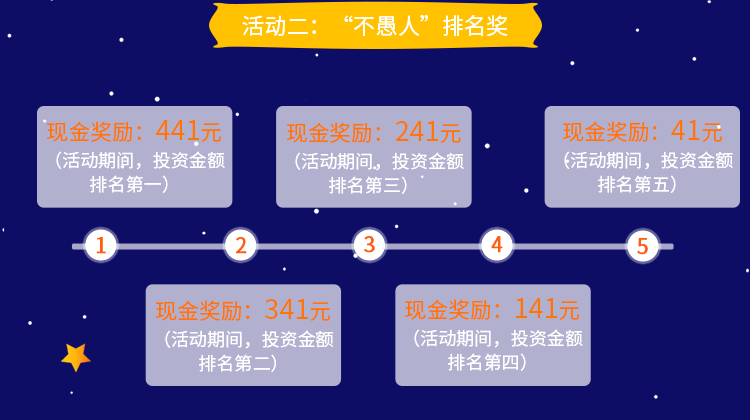 活动二：“不愚人”排名奖
现金奖励：441元
（活动期间，投资金额
排名第一）
现金奖励：241元
（活动期间，投资金额
排名第三）
现金奖励：41元
（活动期间，投资金额
排名第五）
1 2 3 4 5
现金奖励：341元
（活动期间，投资金额
排名第二）
现金奖励：141元
（活动期间，投资金额
排名第四）